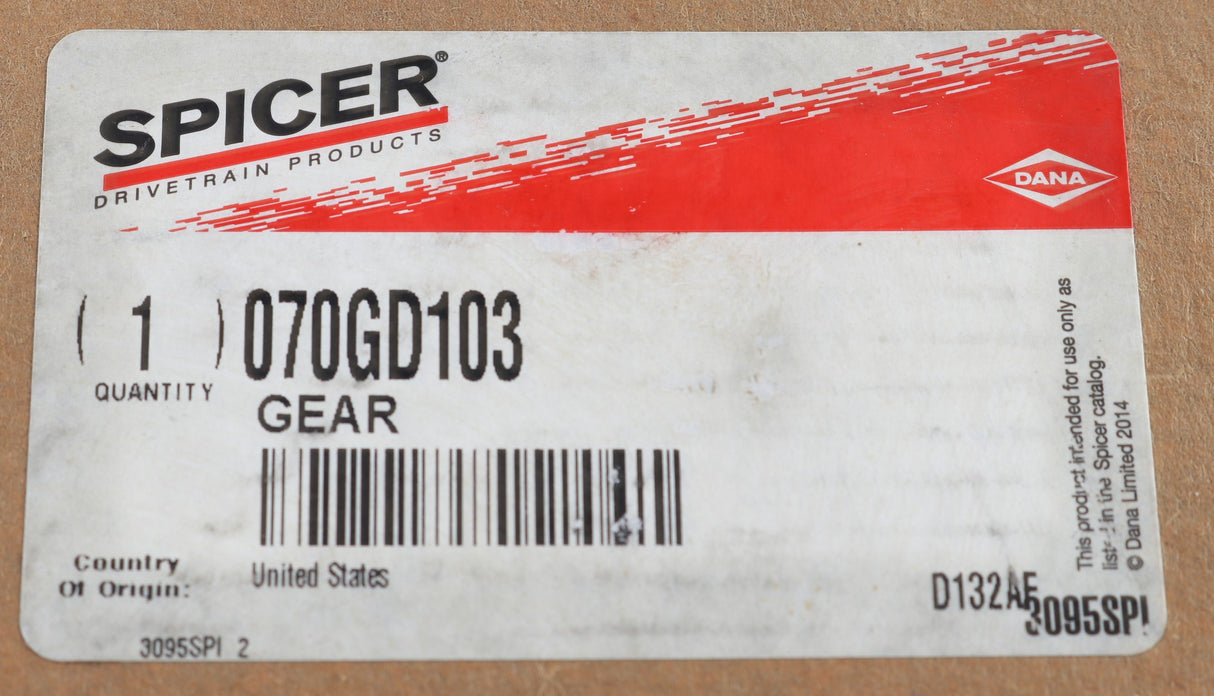 SPICER®
DRIVETRAIN PRODUCTS
DANA
( 1 ) 070GD103
QUANTITY
GEAR
Country
Of Origin:
United States
3095SPI 2
D132AE
3095SPI
This product intended for use only as
listed in the Spicer catalog.
© Dana Limited 2014